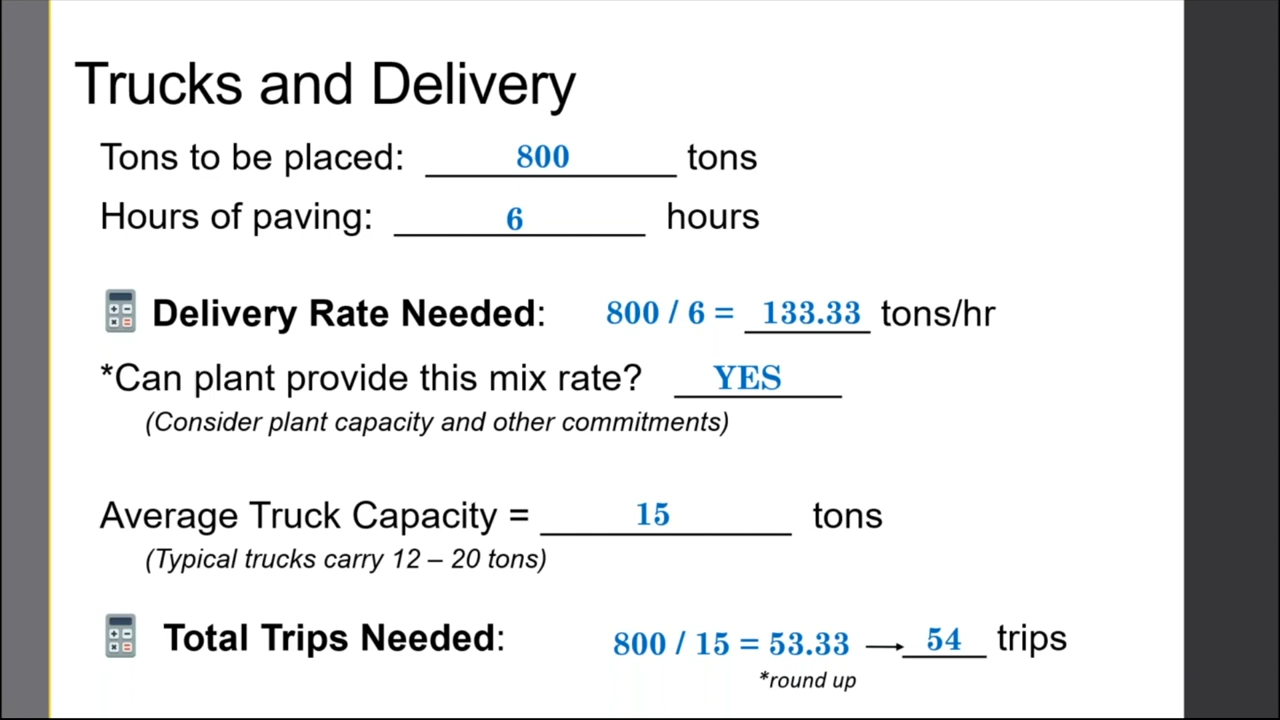 Trucks and Delivery
Tons to be placed: 800 tons
Hours of paving: 6 hours
Delivery Rate Needed: 800 / 6 = 133.33 tons/hr
*Can plant provide this mix rate? YES
(Consider plant capacity and other commitments)
Average Truck Capacity = 15 tons
(Typical trucks carry 12 – 20 tons)
Total Trips Needed: 800 / 15 = 53.33 → 54 trips
*round up